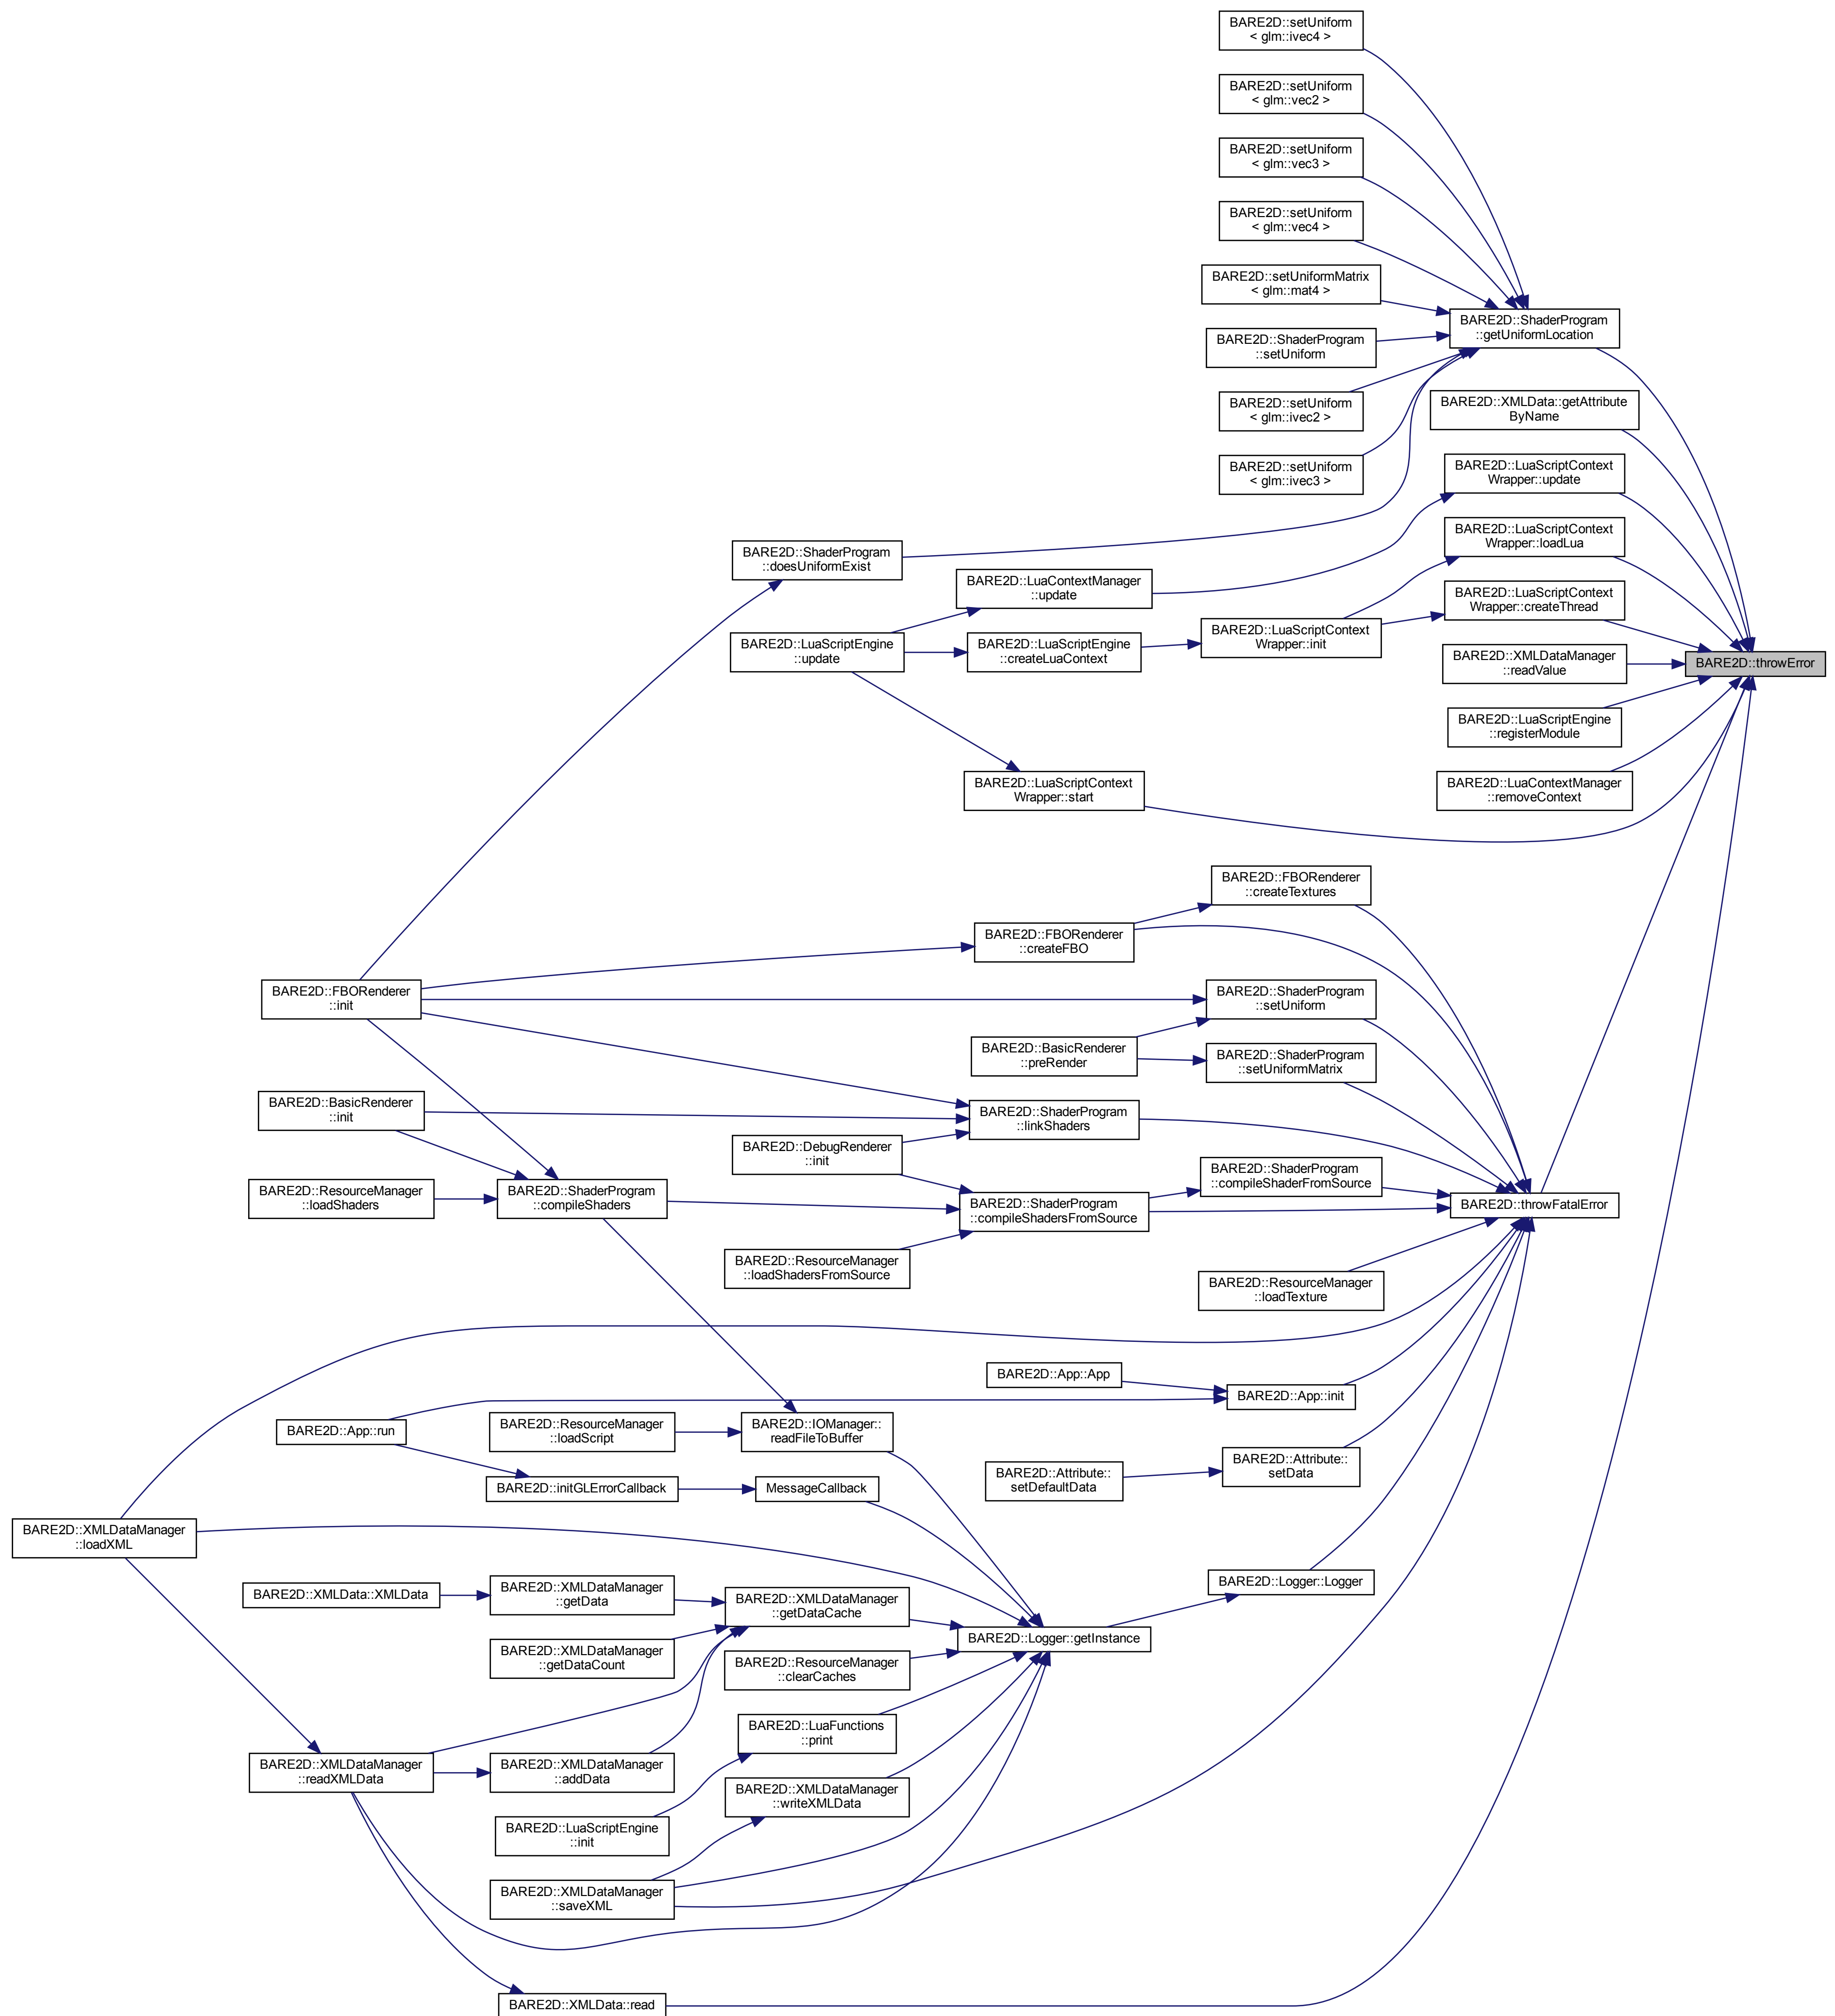 BARE2D::setUniform
< glm::ivec4 >
BARE2D::setUniform
< glm::vec2 >
BARE2D::setUniform
< glm::vec3 >
BARE2D::setUniform
< glm::vec4 >
BARE2D::setUniformMatrix
< glm::mat4 >
BARE2D::ShaderProgram
::getUniformLocation
BARE2D::ShaderProgram
::setUniform
BARE2D::setUniform
< glm::ivec2 >
BARE2D::XMLData::getAttribute
ByName
BARE2D::setUniform
< glm::ivec3 >
BARE2D::LuaScriptContext
Wrapper::update
BARE2D::LuaScriptContext
Wrapper::loadLua
BARE2D::ShaderProgram
::doesUniformExist
BARE2D::LuaContextManager
::update
BARE2D::LuaScriptContext
Wrapper::createThread
BARE2D::LuaScriptEngine
::update
BARE2D::LuaScriptEngine
::createLuaContext
BARE2D::LuaScriptContext
Wrapper::init
BARE2D::XMLDataManager
::readValue
BARE2D::throwError
BARE2D::LuaScriptEngine
::registerModule
BARE2D::LuaScriptContext
Wrapper::start
BARE2D::LuaContextManager
::removeContext
BARE2D::FBORenderer
::createTextures
BARE2D::FBORenderer
::createFBO
BARE2D::FBORenderer
::init
BARE2D::ShaderProgram
::setUniform
BARE2D::BasicRenderer
::preRender
BARE2D::ShaderProgram
::setUniformMatrix
BARE2D::BasicRenderer
::init
BARE2D::ShaderProgram
::linkShaders
BARE2D::DebugRenderer
::init
BARE2D::ShaderProgram
::compileShaderFromSource
BARE2D::ResourceManager
::loadShaders
BARE2D::ShaderProgram
::compileShaders
BARE2D::ShaderProgram
::compileShadersFromSource
BARE2D::throwFatalError
BARE2D::ResourceManager
::loadShadersFromSource
BARE2D::ResourceManager
::loadTexture
BARE2D::App::App
BARE2D::App::init
BARE2D::App::run
BARE2D::ResourceManager
::loadScript
BARE2D::IOManager::
readFileToBuffer
BARE2D::Attribute::
setData
BARE2D::Attribute::
setDefaultData
BARE2D::initGLErrorCallback
MessageCallback
BARE2D::XMLDataManager
::loadXML
BARE2D::Logger::Logger
BARE2D::XMLData::XMLData
BARE2D::XMLDataManager
::getData
BARE2D::XMLDataManager
::getDataCache
BARE2D::Logger::getInstance
BARE2D::XMLDataManager
::getDataCount
BARE2D::ResourceManager
::clearCaches
BARE2D::LuaFunctions
::print
BARE2D::XMLDataManager
::readXMLData
BARE2D::XMLDataManager
::addData
BARE2D::XMLDataManager
::writeXMLData
BARE2D::LuaScriptEngine
::init
BARE2D::XMLDataManager
::saveXML
BARE2D::XMLData::read